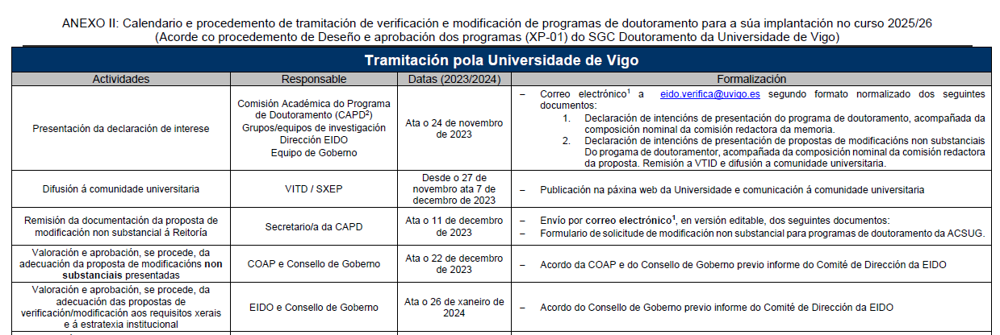 ANEXO II: Calendario e procedemento de tramitación de verificación e modificación de programas de doutoramento para a súa implantación no curso 2025/26
(Acorde co procedemento de Deseño e aprobación dos programas (XP-01) do SGC Doutoramento da Universidade de Vigo)
Tramitación pola Universidade de Vigo
Actividades Responsable Datas (2023/2024) Formalización
Presentación da declaración de interese
Comisión Académica do Programa
de Doutoramento (CAPD²)
Grupos/equipos de investigación
Dirección EIDO
Equipo de Goberno
Ata o 24 de novembro
de 2023
– Correo electrónico¹ a eido.verifica@uvigo.es segundo formato normalizado dos seguintes
documentos:
1. Declaración de intencións de presentación do programa de doutoramento, acompañada da
composición nominal da comisión redactora da memoria.
2. Declaración de intencións de presentación de propostas de modificacións non substanciais
Do progama de doutoramentor, acompañada da composición nominal da comisión redactora
da proposta. Remisión a VTID e difusión a comunidade universitaria.
Difusión á comunidade universitaria
VITD / SXEP
Desde o 27 de
novembro ata 7 de
decembro de 2023
– Publicación na páxina web da Universidade e comunicación á comunidade universitaria
Remisión da documentación da proposta de
modificación non substancial á Reitoría
Secretario/a da CAPD
Ata o 11 de decembro
de 2023
– Envío por correo electrónico¹, en versión editable, dos seguintes documentos:
– Formulario de solicitude de modificación non substancial para programas de doutoramento da ACSUG.
Valoración e aprobación, se procede, da
adecuación da proposta de modificacións non
substanciais presentadas
COAP e Consello de Goberno
Ata o 22 de decembro
de 2023
– Acordo da COAP e do Consello de Goberno previo informe do Comité de Dirección da EIDO
Valoración e aprobación, se procede, da
adecuación das propostas de
verificación/modificación aos requisitos xerais
e á estratexia institucional
EIDO e Consello de Goberno
Ata o 26 de xaneiro de
2024
– Acordo do Consello de Goberno previo informe do Comité de Dirección da EIDO